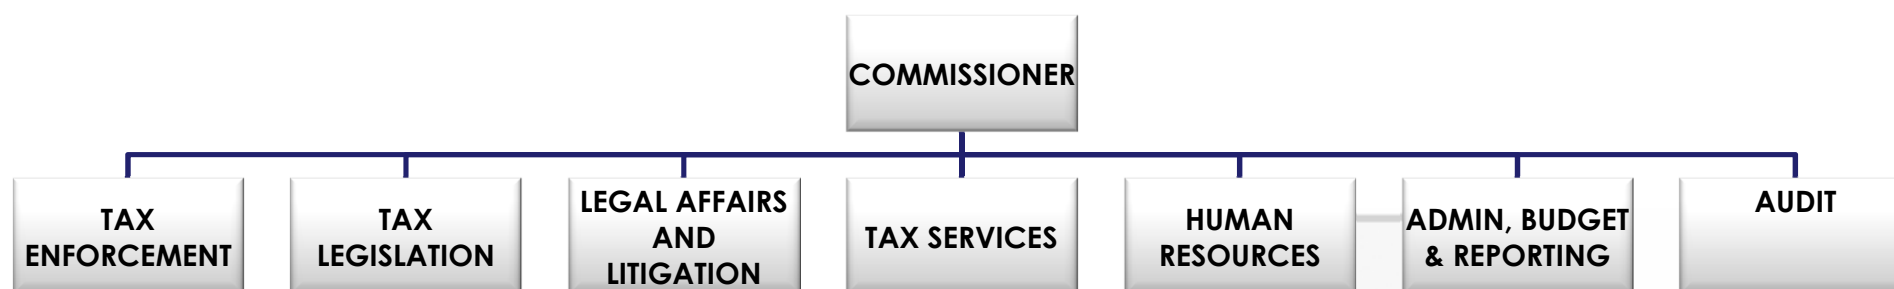 COMMISSIONER
TAX
ENFORCEMENT
TAX
LEGISLATION
LEGAL AFFAIRS
AND
LITIGATION
TAX SERVICES
HUMAN
RESOURCES
ADMIN, BUDGET
& REPORTING
AUDIT